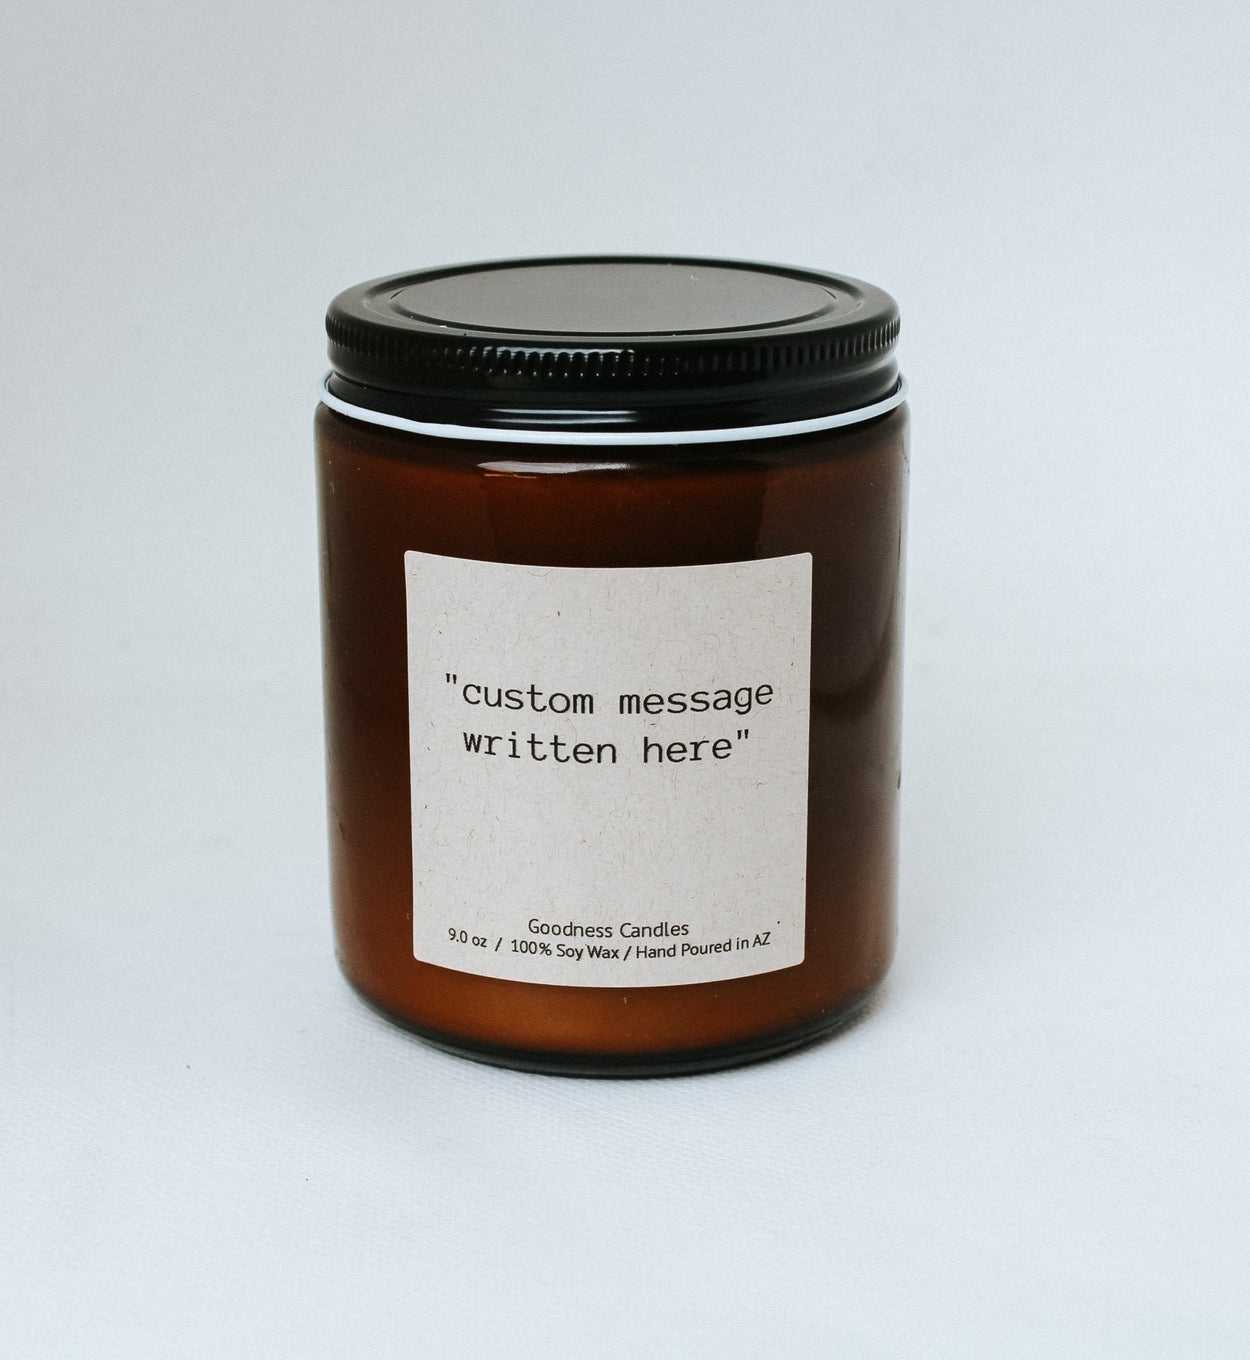 "custom message
written here"
Goodness Candles
9.0 oz / 100% Soy Wax / Hand Poured in AZ